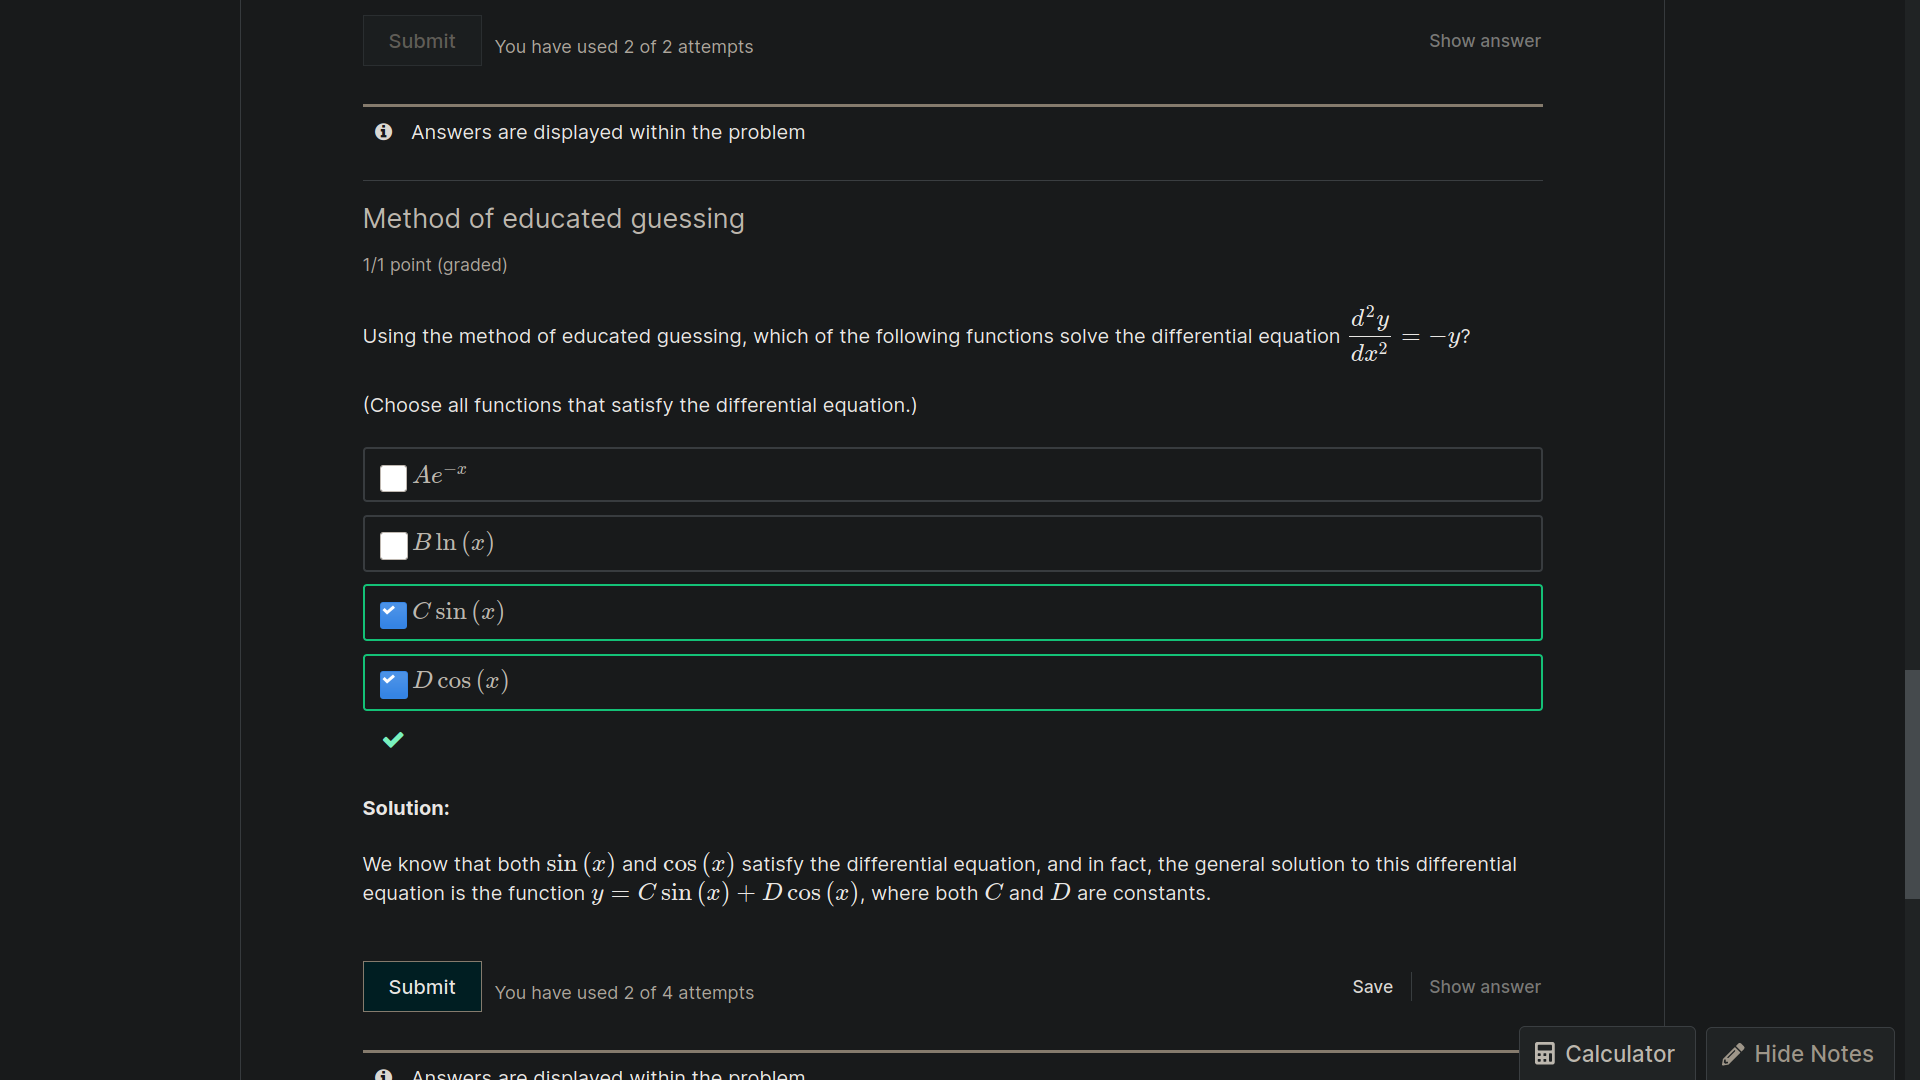 Submit You have used 2 of 2 attempts Show answer
Answers are displayed within the problem
Method of educated guessing
1/1 point (graded)
Using the method of educated guessing, which of the following functions solve the differential equation d²y/dx² = −y?
(Choose all functions that satisfy the differential equation.)
Ae⁻ˣ
B ln (x)
C sin (x)
D cos (x)
Solution:
We know that both sin (x) and cos (x) satisfy the differential equation, and in fact, the general solution to this differential
equation is the function y = C sin (x) + D cos (x), where both C and D are constants.
Submit You have used 2 of 4 attempts Save Show answer
Calculator Hide Notes
Answers are displayed within the problem